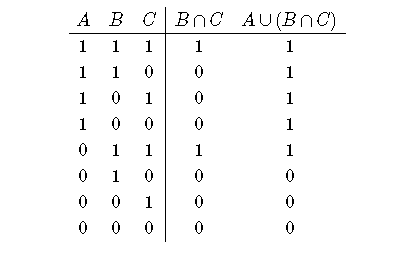 A B C B ∩ C A ∪ (B ∩ C)
1 1 1 1 1
1 1 0 0 1
1 0 1 0 1
1 0 0 0 1
0 1 1 1 1
0 1 0 0 0
0 0 1 0 0
0 0 0 0 0